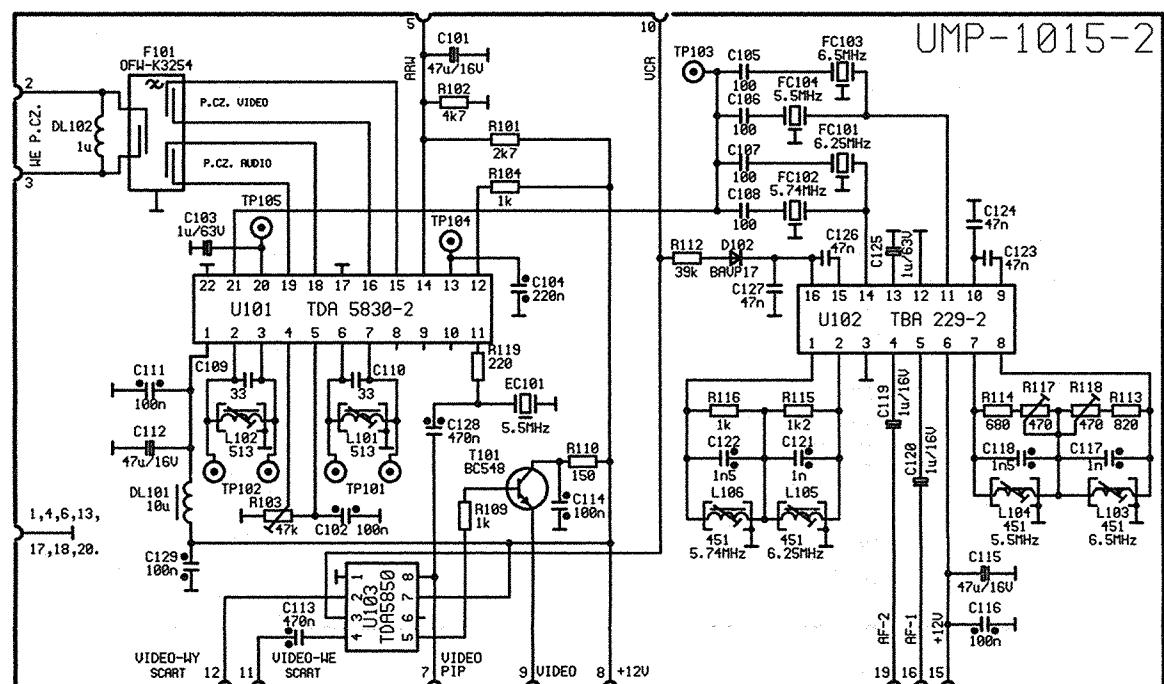 5
10
UMP-1015-2
F101
OFW-K3254
C101
47u/16V
ARW
VCR
TP103
C105
100
FC103
6.5MHz
2
P.CZ. VIDEO
R102
4k7
C106
100
FC104
5.5MHz
DL102
1u
WE P.CZ.
R101
2k7
FC101
6.25MHz
C107
100
P.CZ. AUDIO
3
R104
1k
FC102
5.74MHz
C108
100
TP105
C103
1u/63V
TP104
C124
47n
C126
47n
C125
1u/63V
R112
39k
D102
BAVP17
C123
47n
C104
220n
C127
47n
22 21 20 19 18 17 16 15 14 13 12
U101 TDA 5830-2
1 2 3 4 5 6 7 8 9 10 11
16 15 14 13 12 11 10 9
U102 TBA 229-2
1 2 3 4 5 6 7 8
R119
220
C111
100n
C109
33
C110
33
EC101
5.5MHz
R116
1k
R115
1k2
C119
1u/16V
R114
680
R117
470
R118
470
R113
820
C112
47u/16V
L102
513
L101
513
C128
470n
T101
BC548
R110
150
C122
1n5
C121
1n
C120
1u/16V
C118
1n5
C117
1n
TP102
TP101
DL101
10u
R103
47k
C102 100n
R109
1k
C114
100n
L106
451
5.74MHz
L105
451
6.25MHz
L104
451
5.5MHz
L103
451
6.5MHz
1,4,6,13,
17,18,20.
C129
100n
U103
TDA5850
1 2 3 4
8 7 6 5
C115
47u/16V
C113
470n
C116
100n
AF-2
AF-1
+12V
VIDEO-WY
SCART
12
11
VIDEO-WE
SCART
7
VIDEO
PIP
9 VIDEO
8 +12V
19 16 15